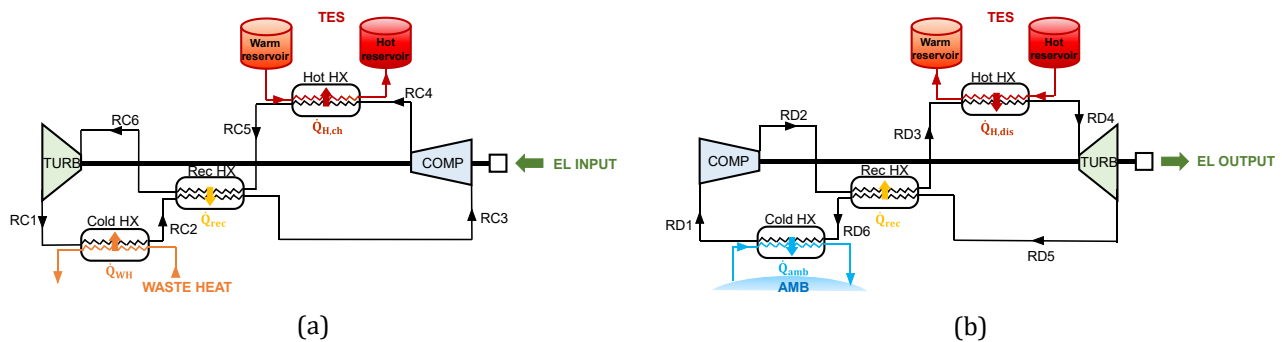 TES
Warm
reservoir
Hot
reservoir
Hot HX
RC4
RC6
RC5
Q̇H,ch
TURB
COMP
EL INPUT
Rec HX
RC1
Cold HX
RC2
Q̇rec
RC3
Q̇WH
WASTE HEAT
(a)
TES
Warm
reservoir
Hot
reservoir
Hot HX
RD2
RD3
RD4
Q̇H,dis
COMP
TURB
EL OUTPUT
Rec HX
RD1
Cold HX
RD6
Q̇rec
RD5
Q̇amb
AMB
(b)